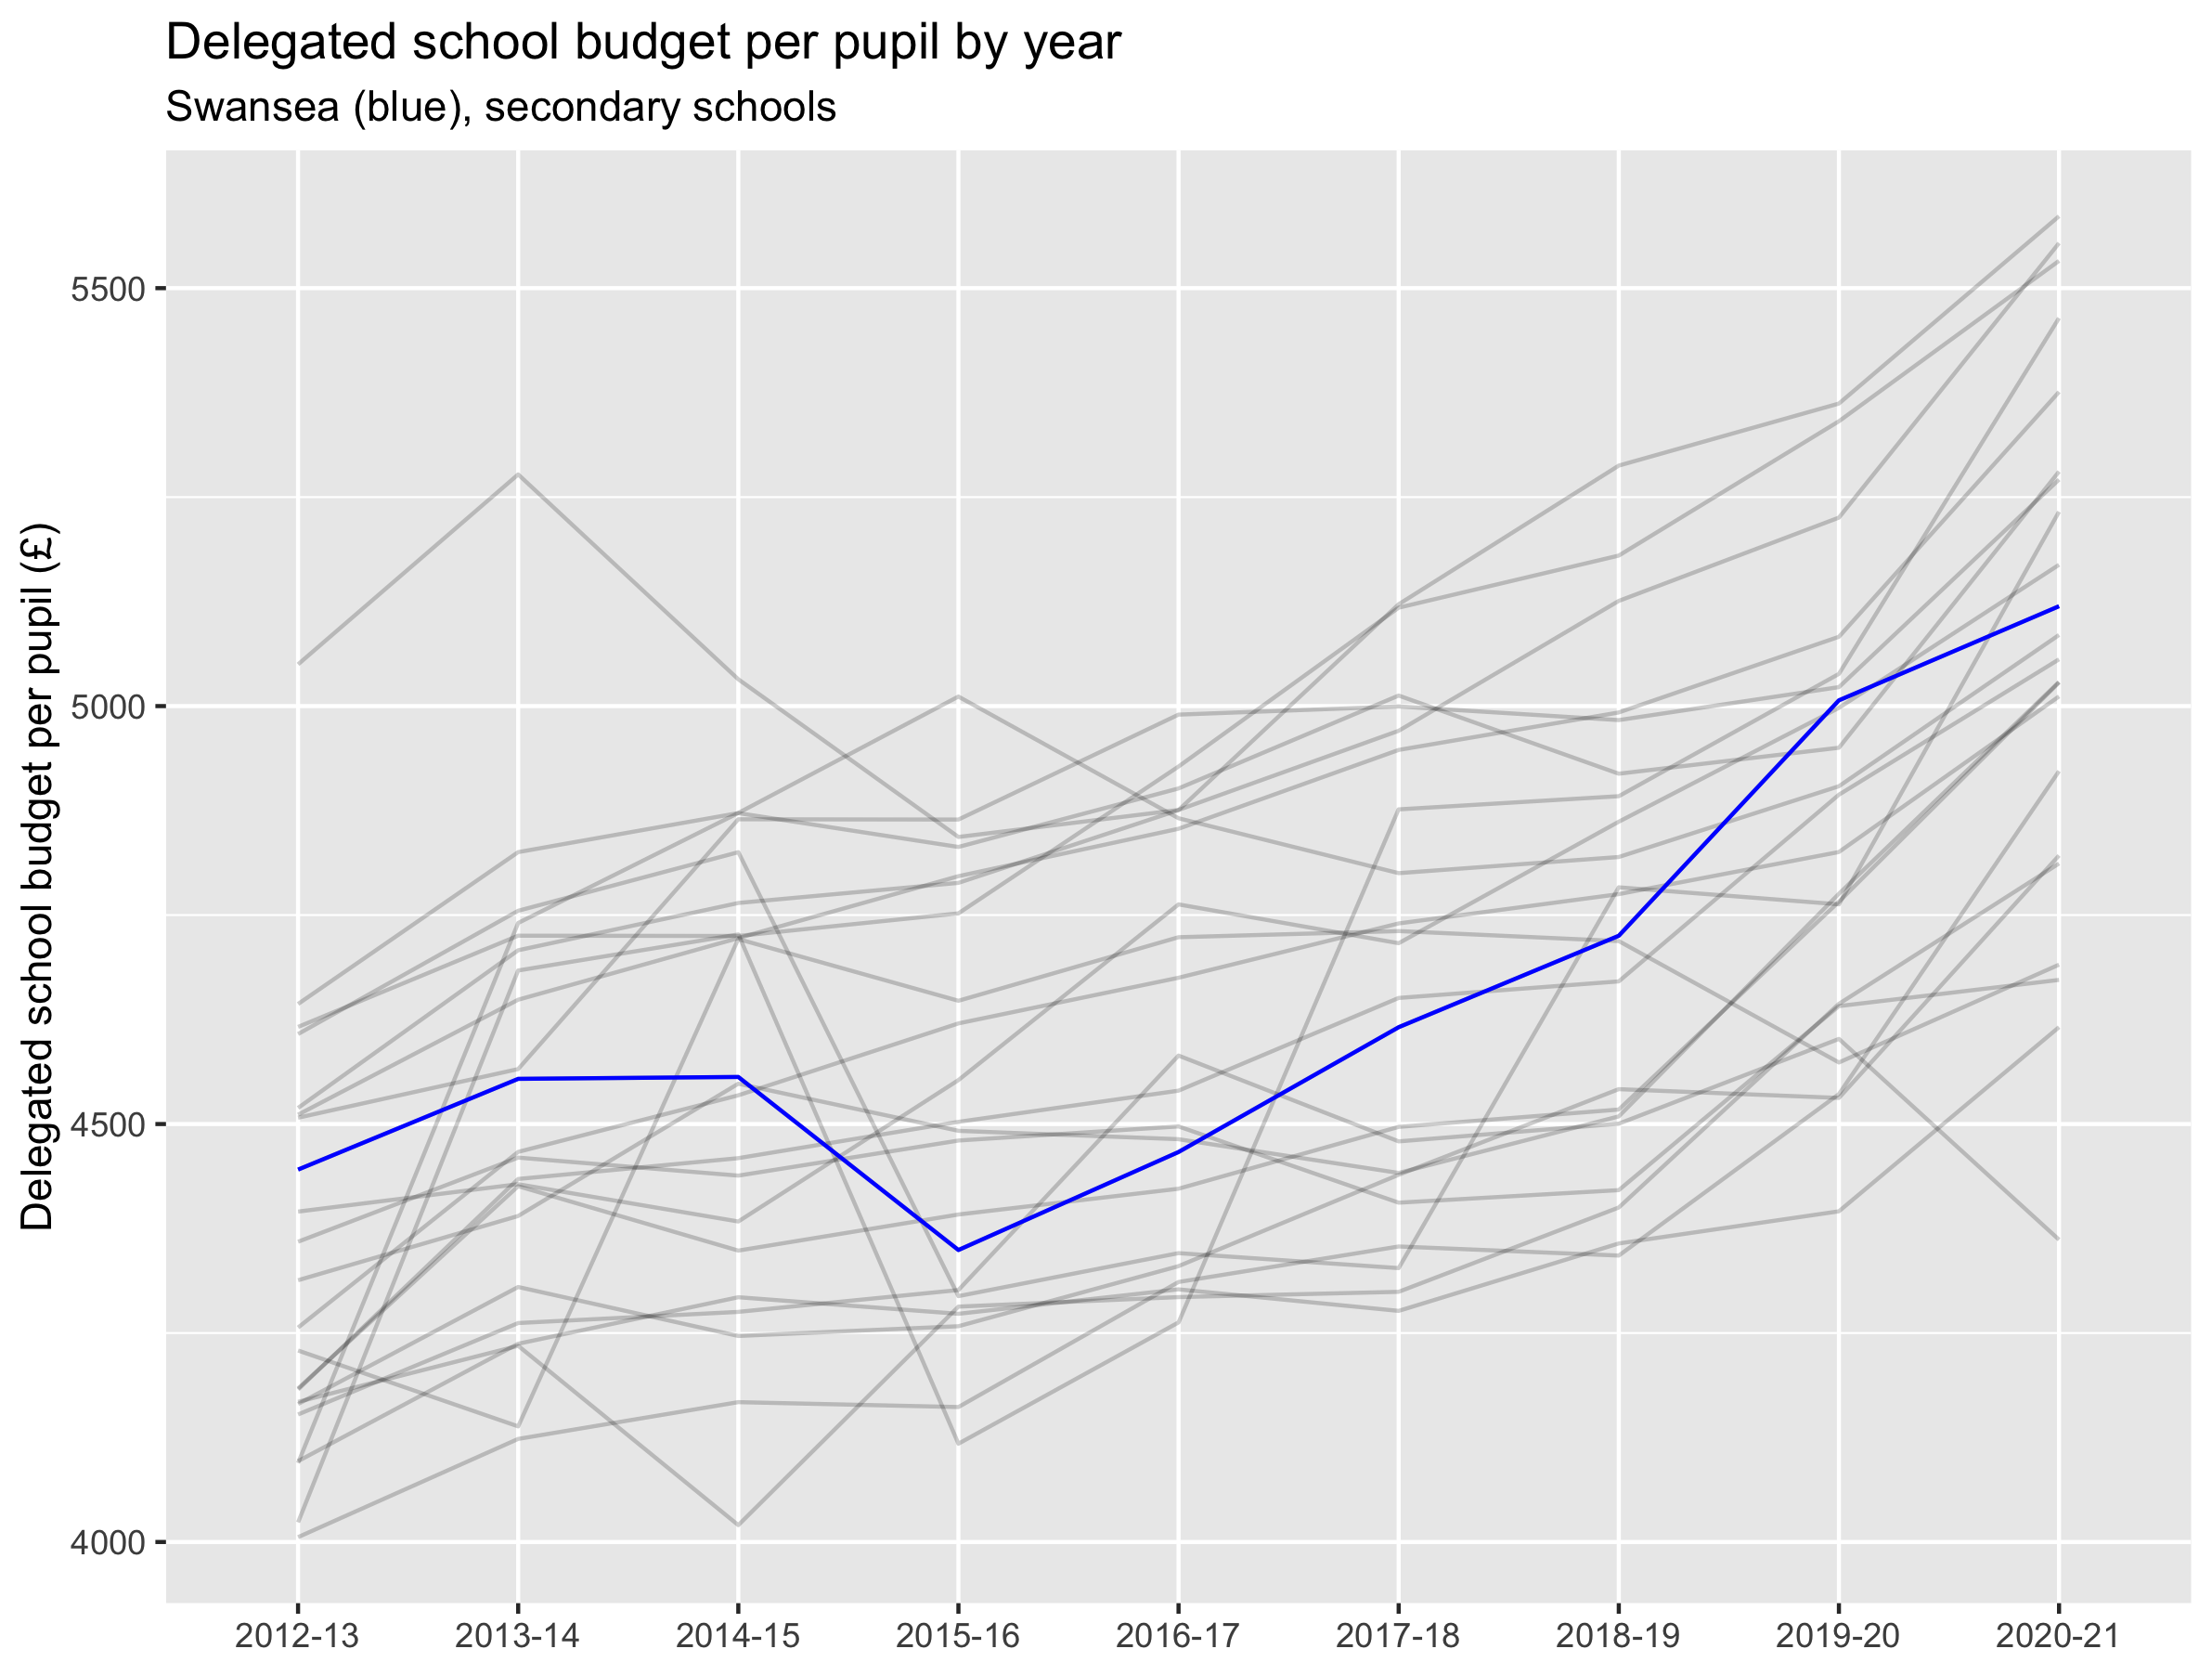 Delegated school budget per pupil by year
Swansea (blue), secondary schools
Delegated school budget per pupil (£)
5500
5000
4500
4000
2012-13 2013-14 2014-15 2015-16 2016-17 2017-18 2018-19 2019-20 2020-21